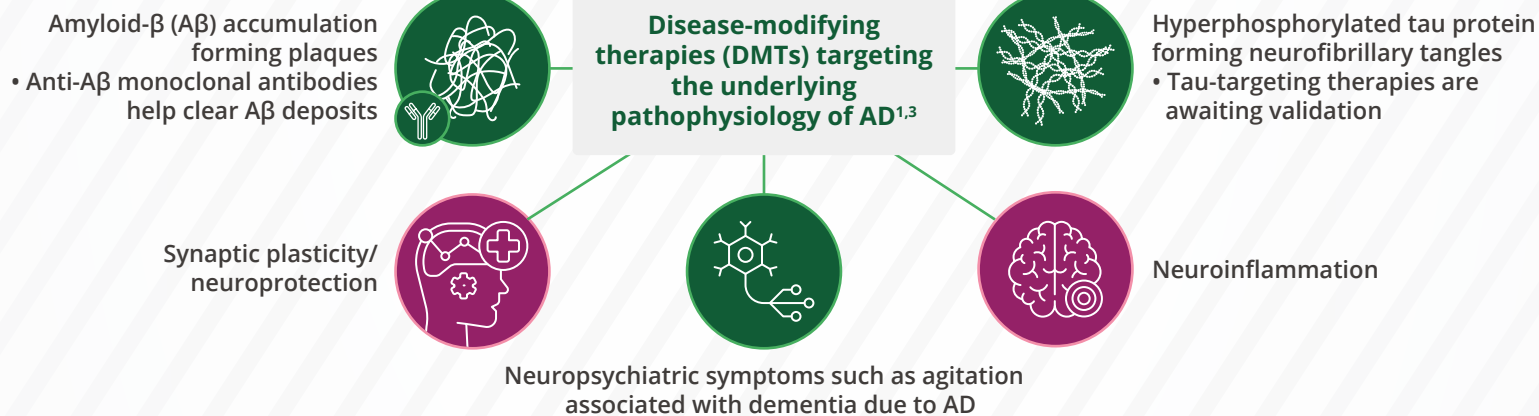 Amyloid-β (Aβ) accumulation
forming plaques
• Anti-Aβ monoclonal antibodies
help clear Aβ deposits
Disease-modifying
therapies (DMTs) targeting
the underlying
pathophysiology of AD¹,³
Hyperphosphorylated tau protein
forming neurofibrillary tangles
• Tau-targeting therapies are
awaiting validation
Synaptic plasticity/
neuroprotection
Neuroinflammation
Neuropsychiatric symptoms such as agitation
associated with dementia due to AD